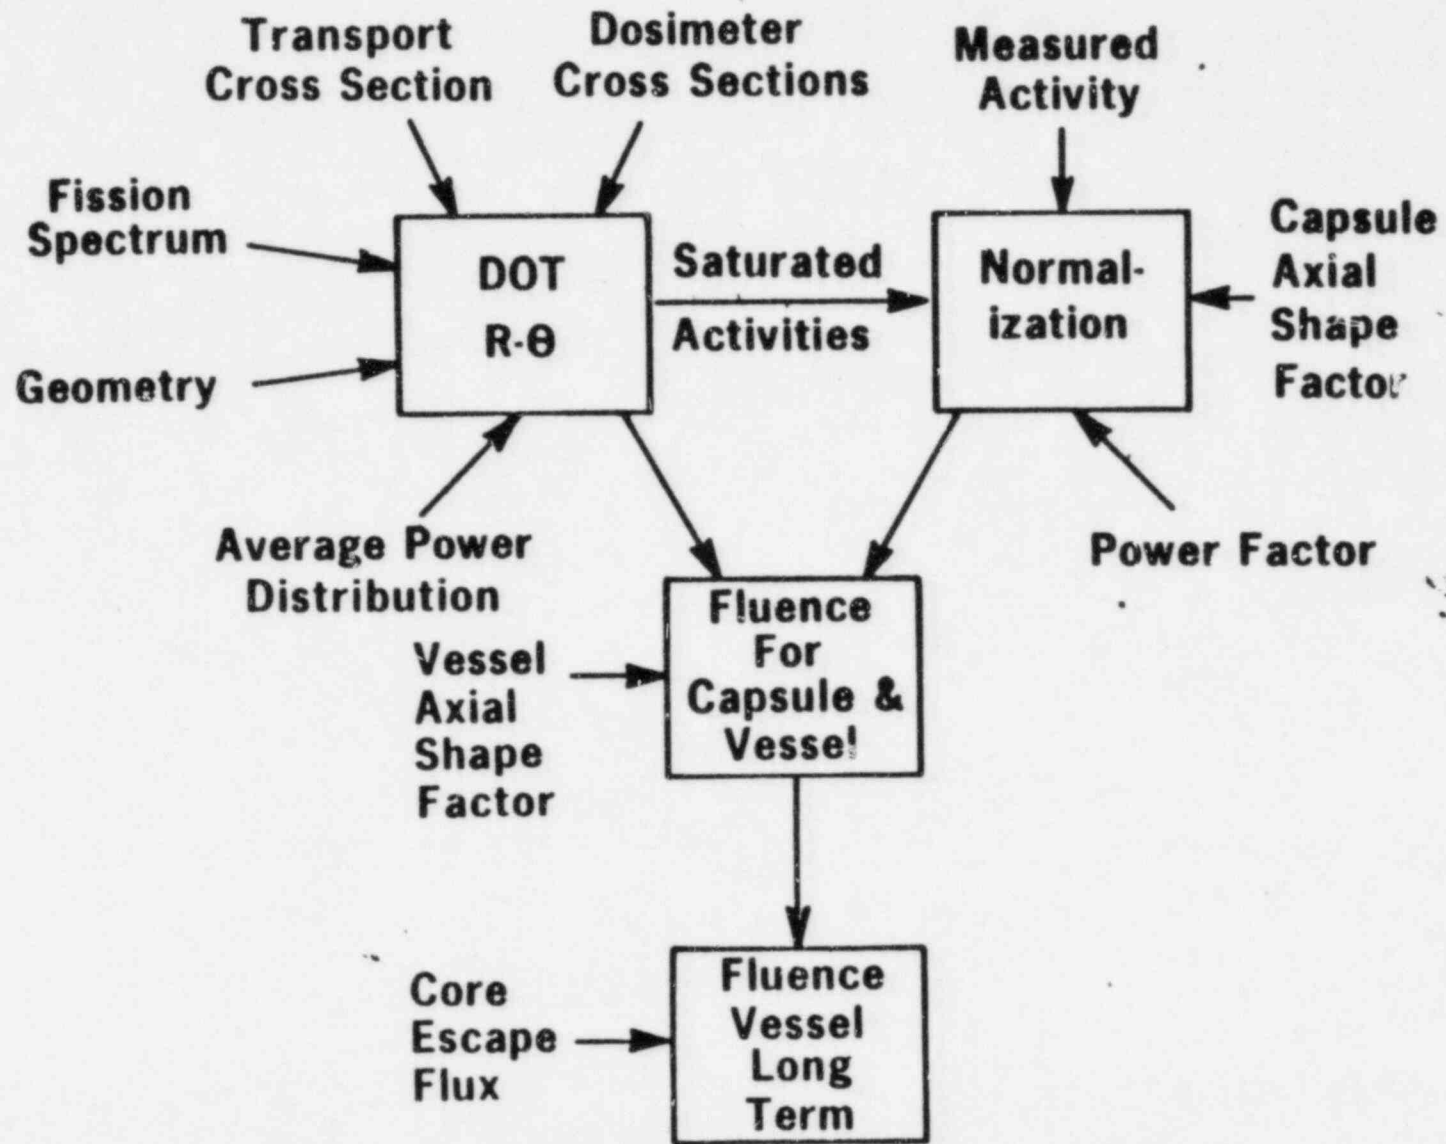 Transport
Cross Section
Dosimeter
Cross Sections
Measured
Activity
Fission
Spectrum
Geometry
DOT
R-Θ
Saturated
Activities
Normal-
ization
Capsule
Axial
Shape
Factor
Average Power
Distribution
Power Factor
Vessel
Axial
Shape
Factor
Fluence
For
Capsule &
Vessel
Core
Escape
Flux
Fluence
Vessel
Long
Term